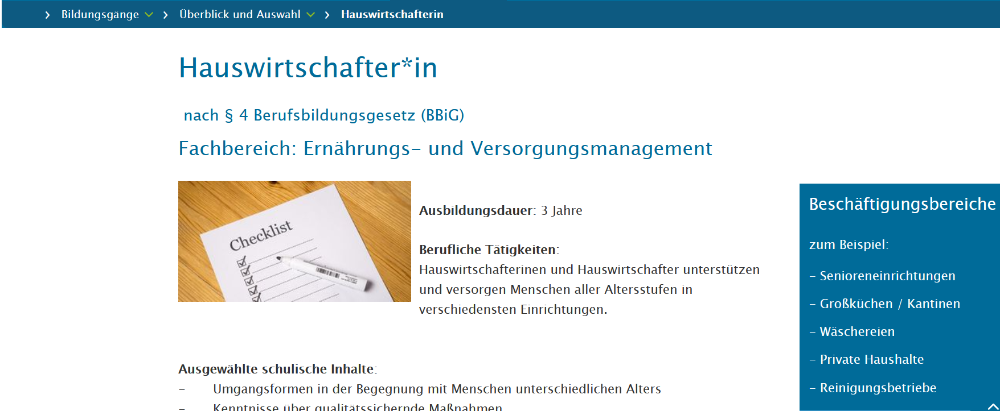 Bildungsgänge Überblick und Auswahl Hauswirtschafterin
Hauswirtschafter*in
nach § 4 Berufsbildungsgesetz (BBiG)
Fachbereich: Ernährungs- und Versorgungsmanagement
Checklist
Ausbildungsdauer: 3 Jahre
Berufliche Tätigkeiten:
Hauswirtschafterinen und Hauswirtschafter unterstützen
und versorgen Menschen aller Altersstufen in
verschiedensten Einrichtungen.
Ausgewählte schulische Inhalte:
- Umgangsformen in der Begegnung mit Menschen unterschiedlichen Alters
- Kenntnisse über qualitätssichernde Maßnahmen
Beschäftigungsbereiche
zum Beispiel:
- Senioreneinrichtungen
- Großküchen / Kantinen
- Wäschereien
- Private Haushalte
- Reinigungsbetriebe